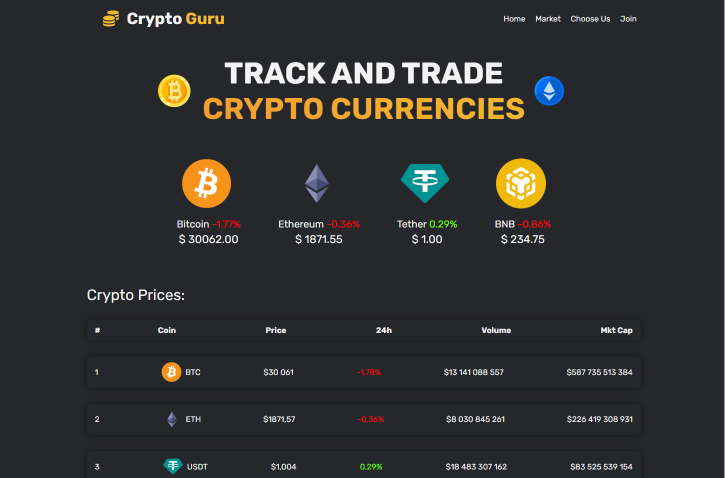 Crypto Guru
Home Market Choose Us Join
TRACK AND TRADE
CRYPTO CURRENCIES
Bitcoin -1.77% Ethereum -0.36% Tether 0.29% BNB -0.86%
$ 30062.00 $ 1871.55 $ 1.00 $ 234.75
Crypto Prices:
# Coin Price 24h Volume Mkt Cap
1 BTC $30 061 -1.78% $13 141 088 557 $587 735 513 384
2 ETH $1871,57 -0.36% $8 030 845 261 $226 419 308 931
3 USDT $1,004 0.29% $18 483 307 162 $83 525 539 154